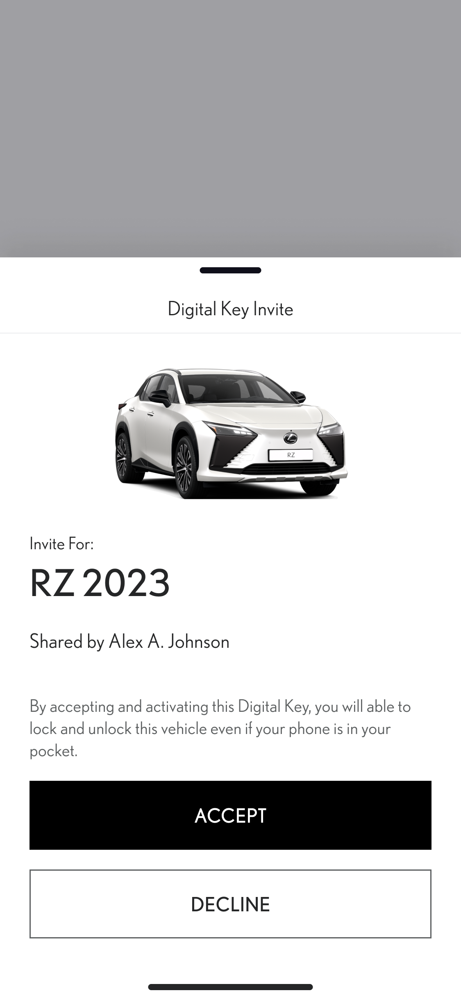 Digital Key Invite
RZ
Invite For:
RZ 2023
Shared by Alex A. Johnson
By accepting and activating this Digital Key, you will able to
lock and unlock this vehicle even if your phone is in your
pocket.
ACCEPT
DECLINE